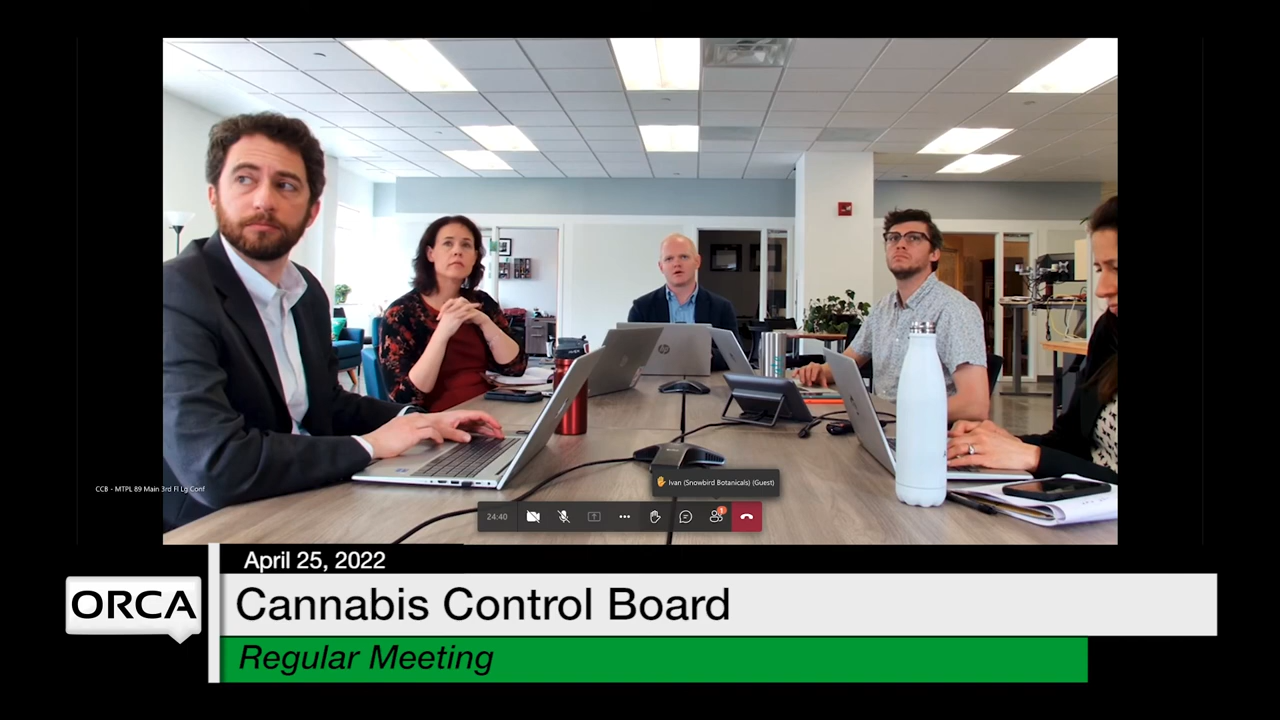 CCB - MTPL 89 Main 3rd Fl Lg Conf
Ivan (Snowbird Botanicals) (Guest)
24:40
1
April 25, 2022
ORCA
Cannabis Control Board
Regular Meeting